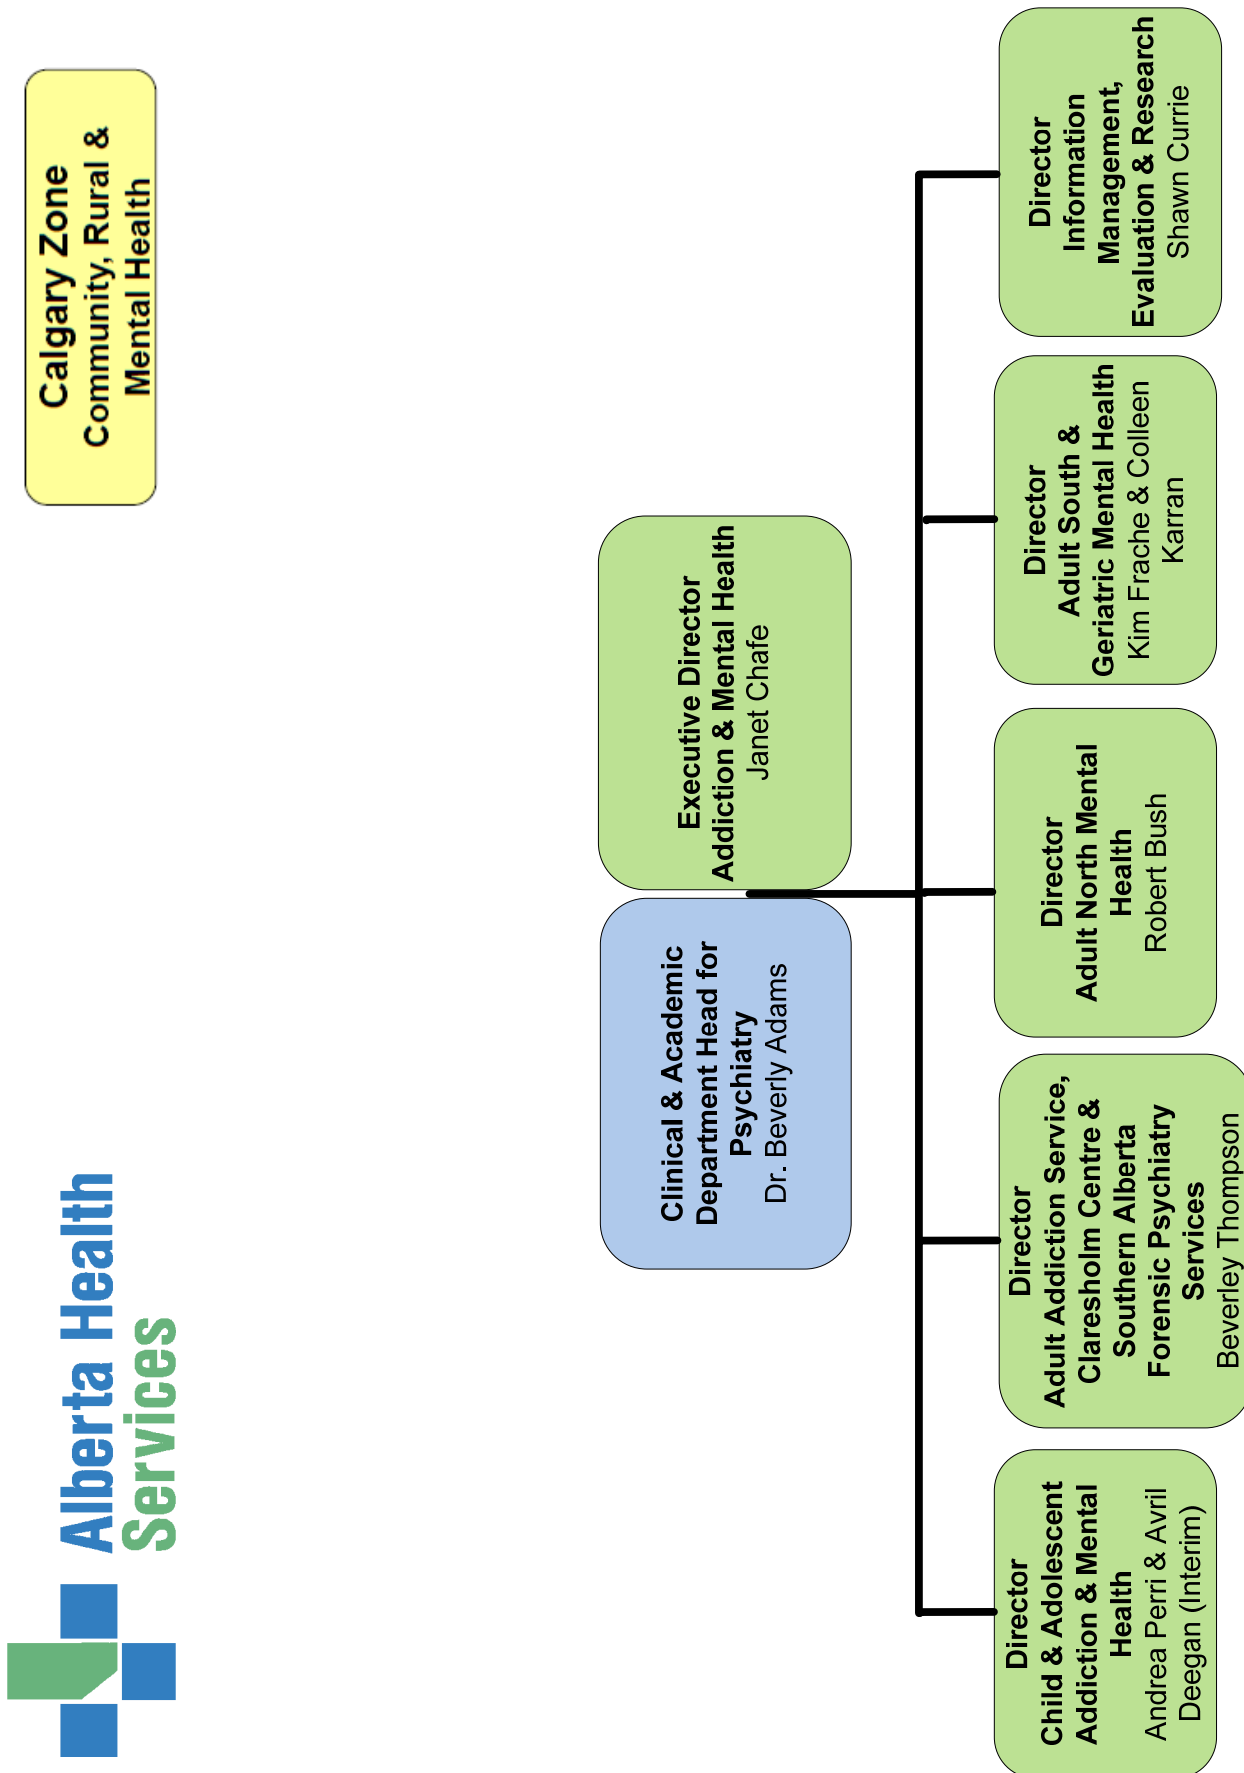 Alberta Health
Services
Calgary Zone
Community, Rural &
Mental Health
Clinical & Academic
Department Head for
Psychiatry
Dr. Beverly Adams
Executive Director
Addiction & Mental Health
Janet Chafe
Director
Child & Adolescent
Addiction & Mental
Health
Andrea Perri & Avril
Deegan (Interim)
Director
Adult Addiction Service,
Claresholm Centre &
Southern Alberta
Forensic Psychiatry
Services
Beverley Thompson
Director
Adult North Mental
Health
Robert Bush
Director
Adult South &
Geriatric Mental Health
Kim Frache & Colleen
Karran
Director
Information
Management,
Evaluation & Research
Shawn Currie